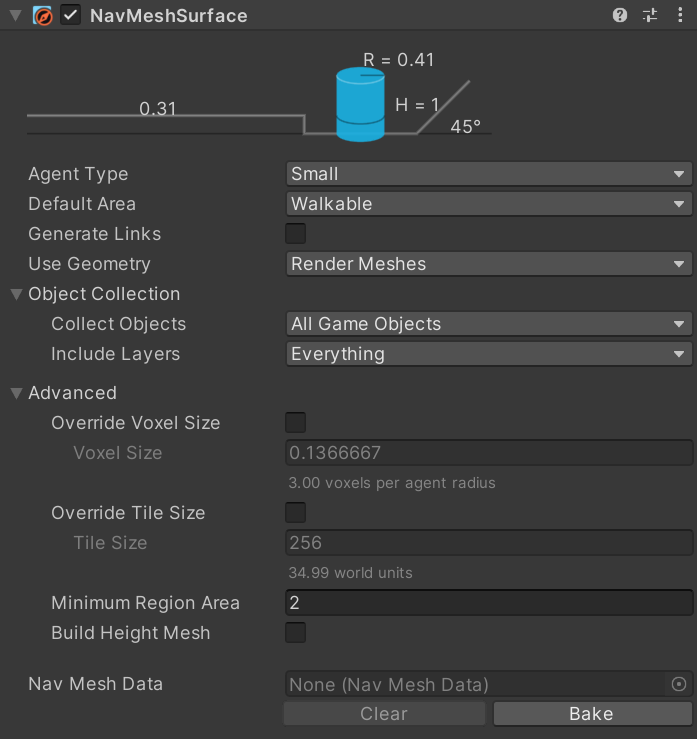 NavMeshSurface
R = 0.41
0.31
H = 1
45°
Agent Type Small
Default Area Walkable
Generate Links
Use Geometry Render Meshes
Object Collection
Collect Objects All Game Objects
Include Layers Everything
Advanced
Override Voxel Size
Voxel Size 0.1366667
3.00 voxels per agent radius
Override Tile Size
Tile Size 256
34.99 world units
Minimum Region Area 2
Build Height Mesh
Nav Mesh Data None (Nav Mesh Data)
Clear Bake